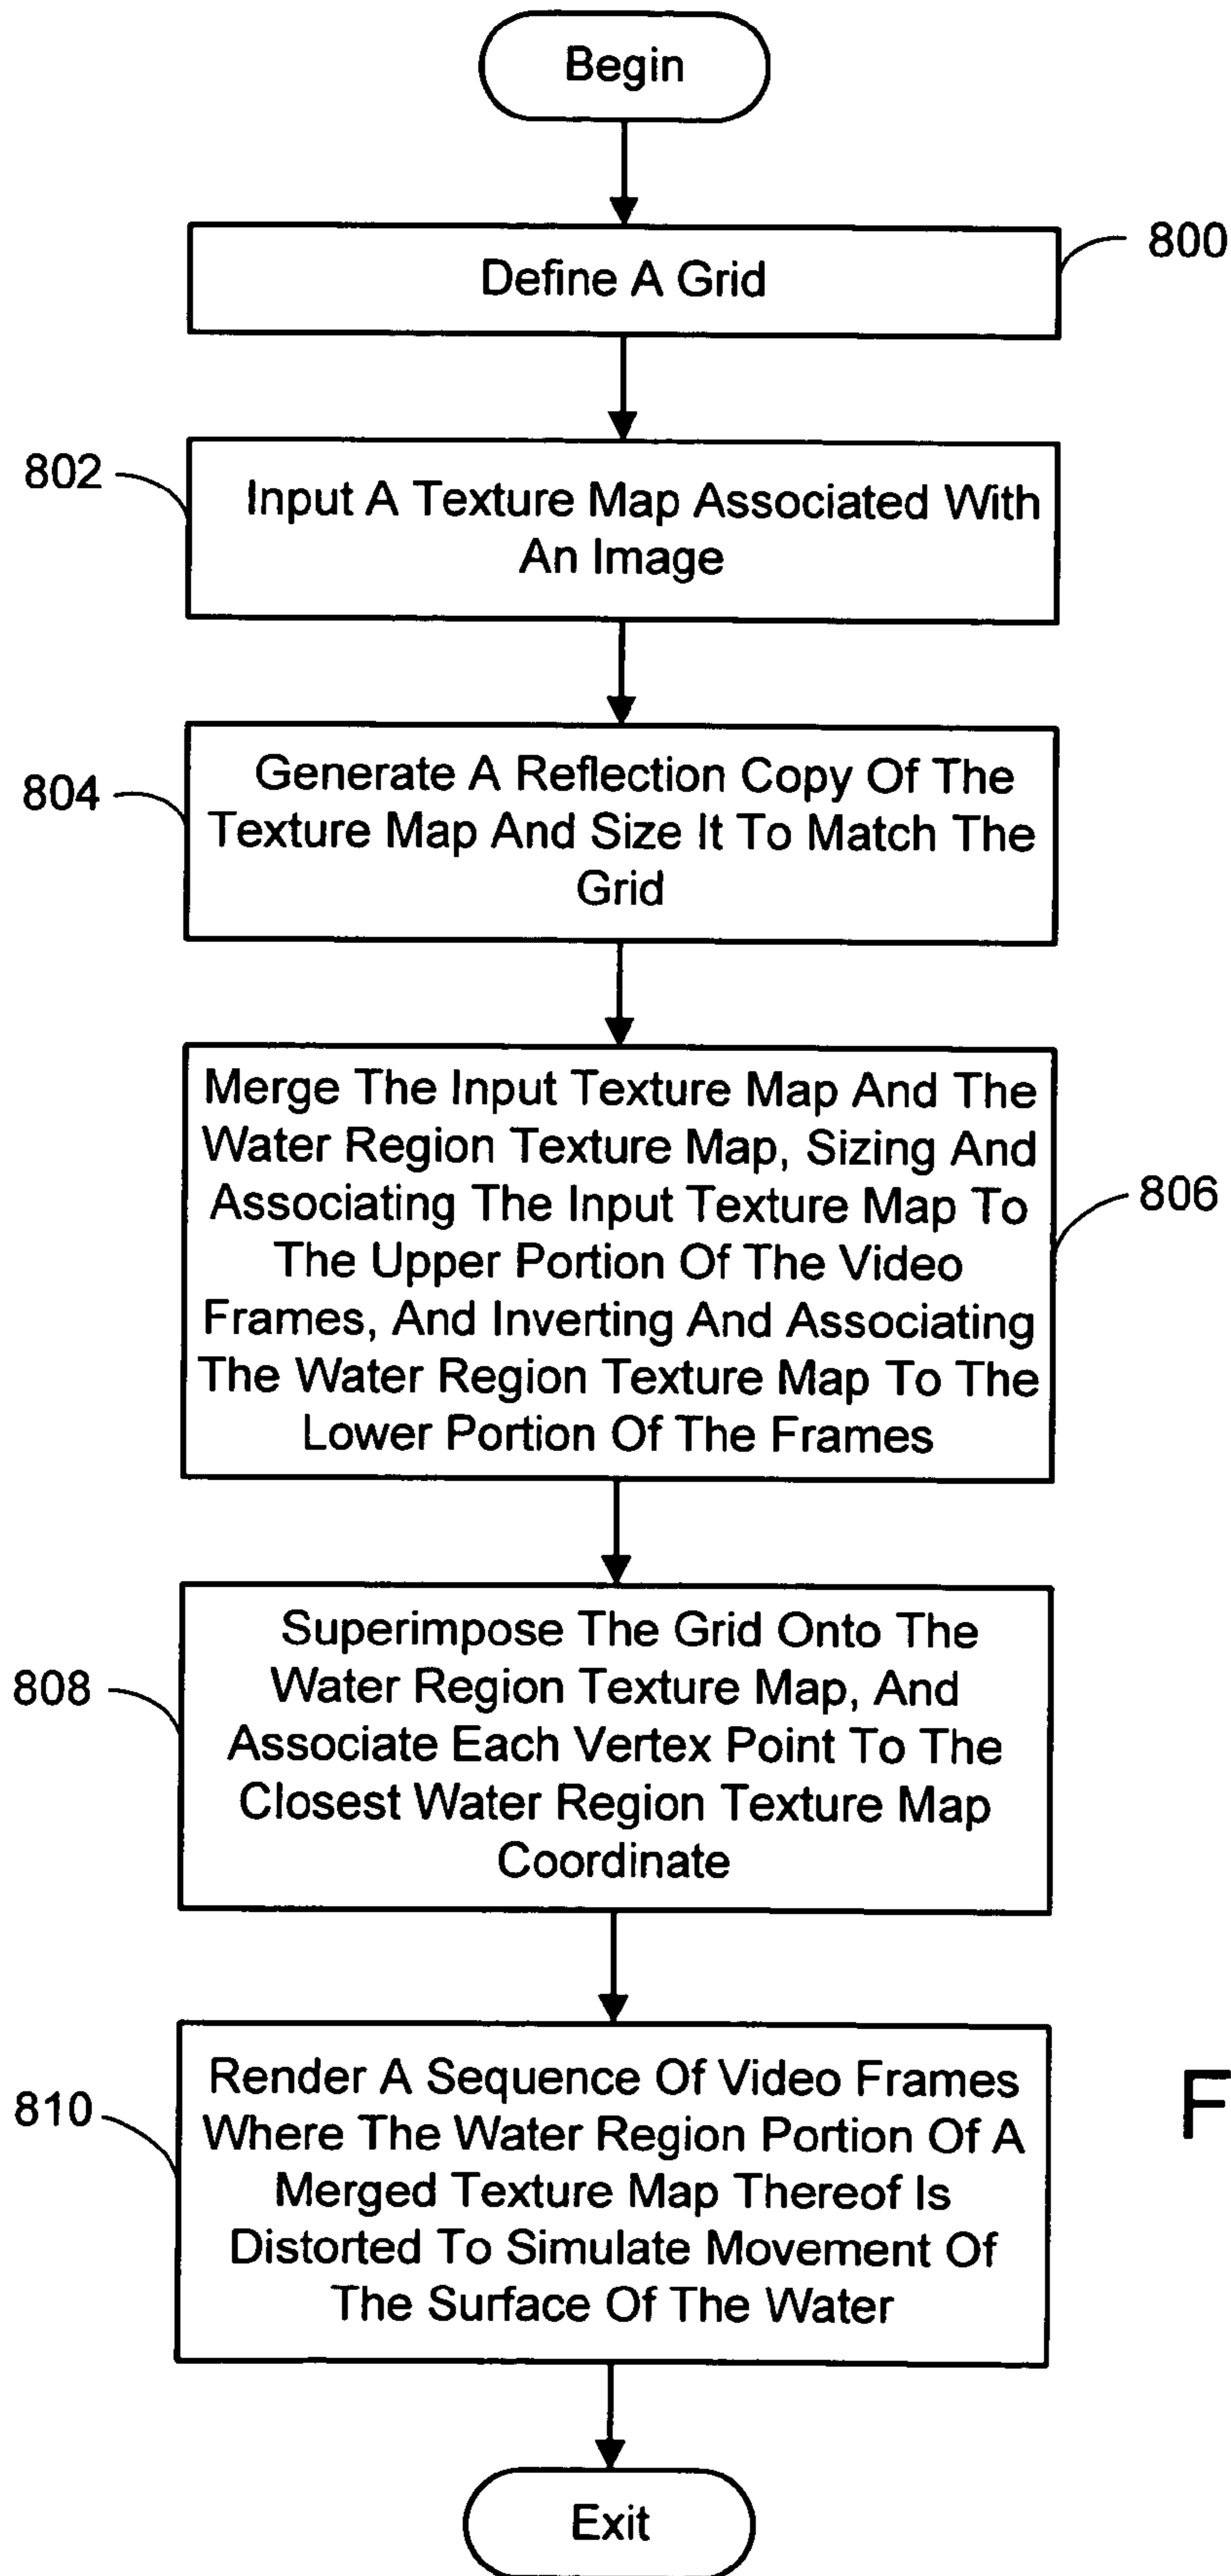 Begin
Define A Grid
800
802
Input A Texture Map Associated With
An Image
804
Generate A Reflection Copy Of The
Texture Map And Size It To Match The
Grid
Merge The Input Texture Map And The
Water Region Texture Map, Sizing And
Associating The Input Texture Map To
The Upper Portion Of The Video
Frames, And Inverting And Associating
The Water Region Texture Map To The
Lower Portion Of The Frames
806
808
Superimpose The Grid Onto The
Water Region Texture Map, And
Associate Each Vertex Point To The
Closest Water Region Texture Map
Coordinate
810
Render A Sequence Of Video Frames
Where The Water Region Portion Of A
Merged Texture Map Thereof Is
Distorted To Simulate Movement Of
The Surface Of The Water
F
Exit